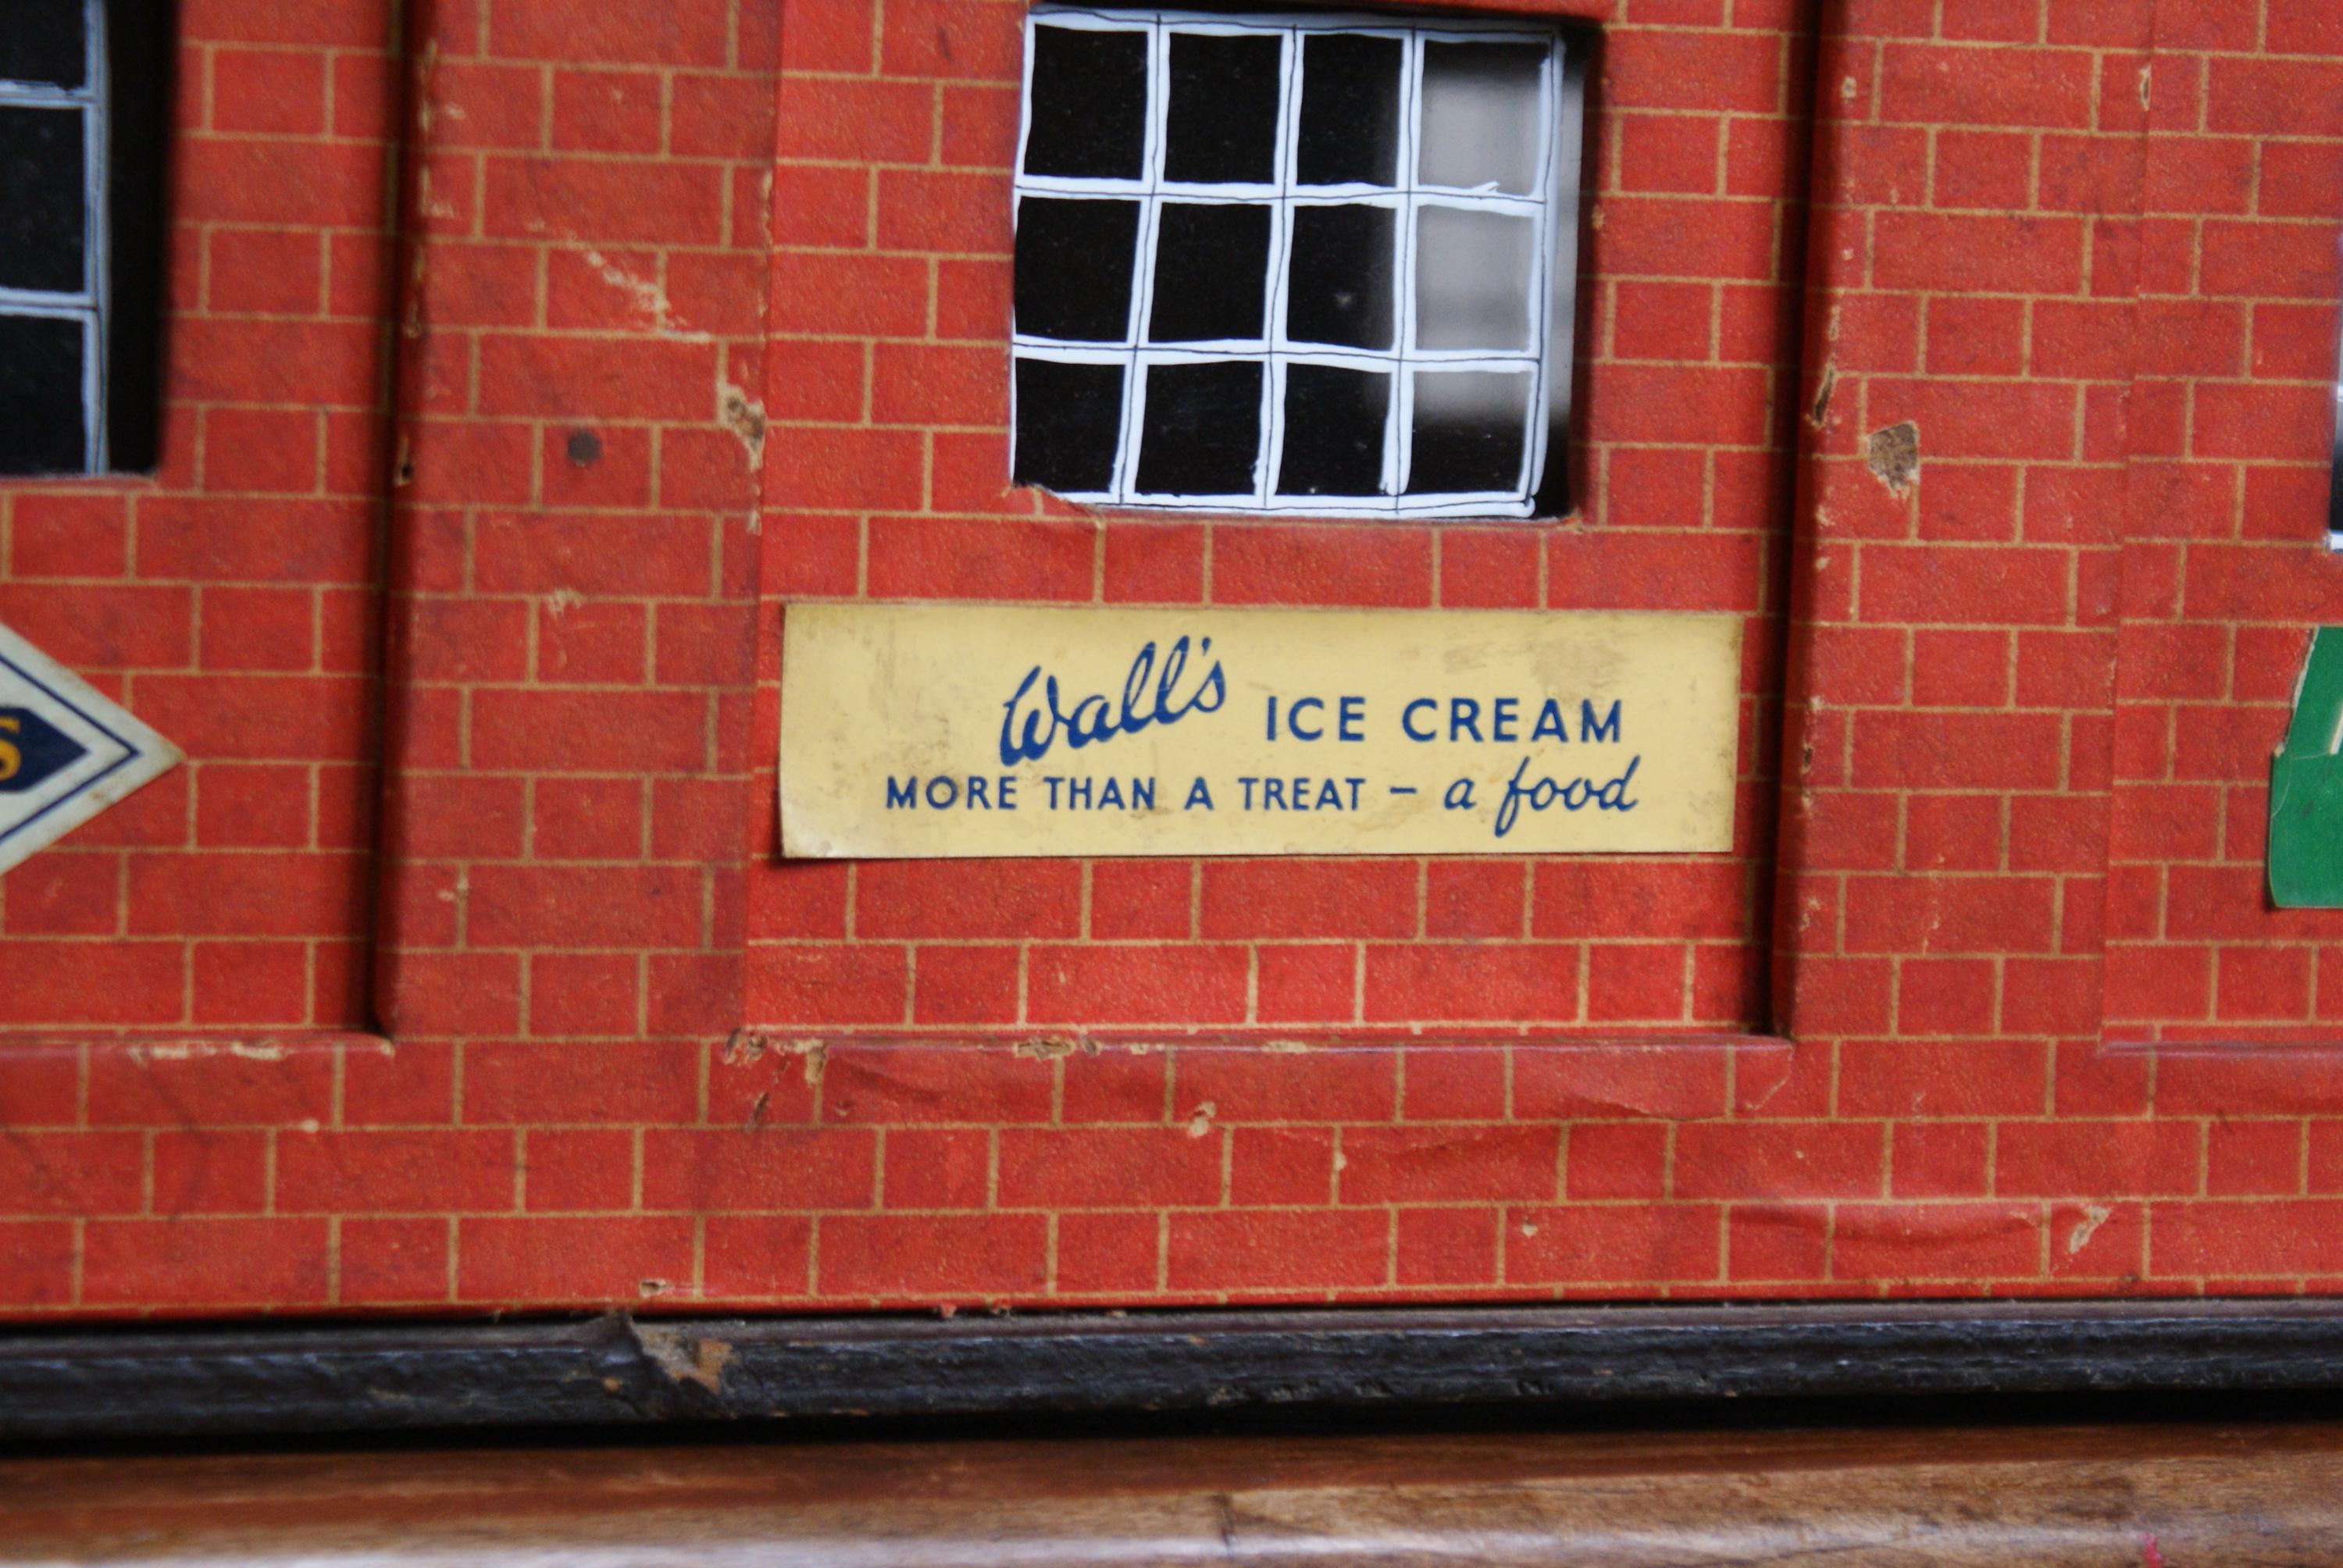 Wall's ICE CREAM
MORE THAN A TREAT – a food
S